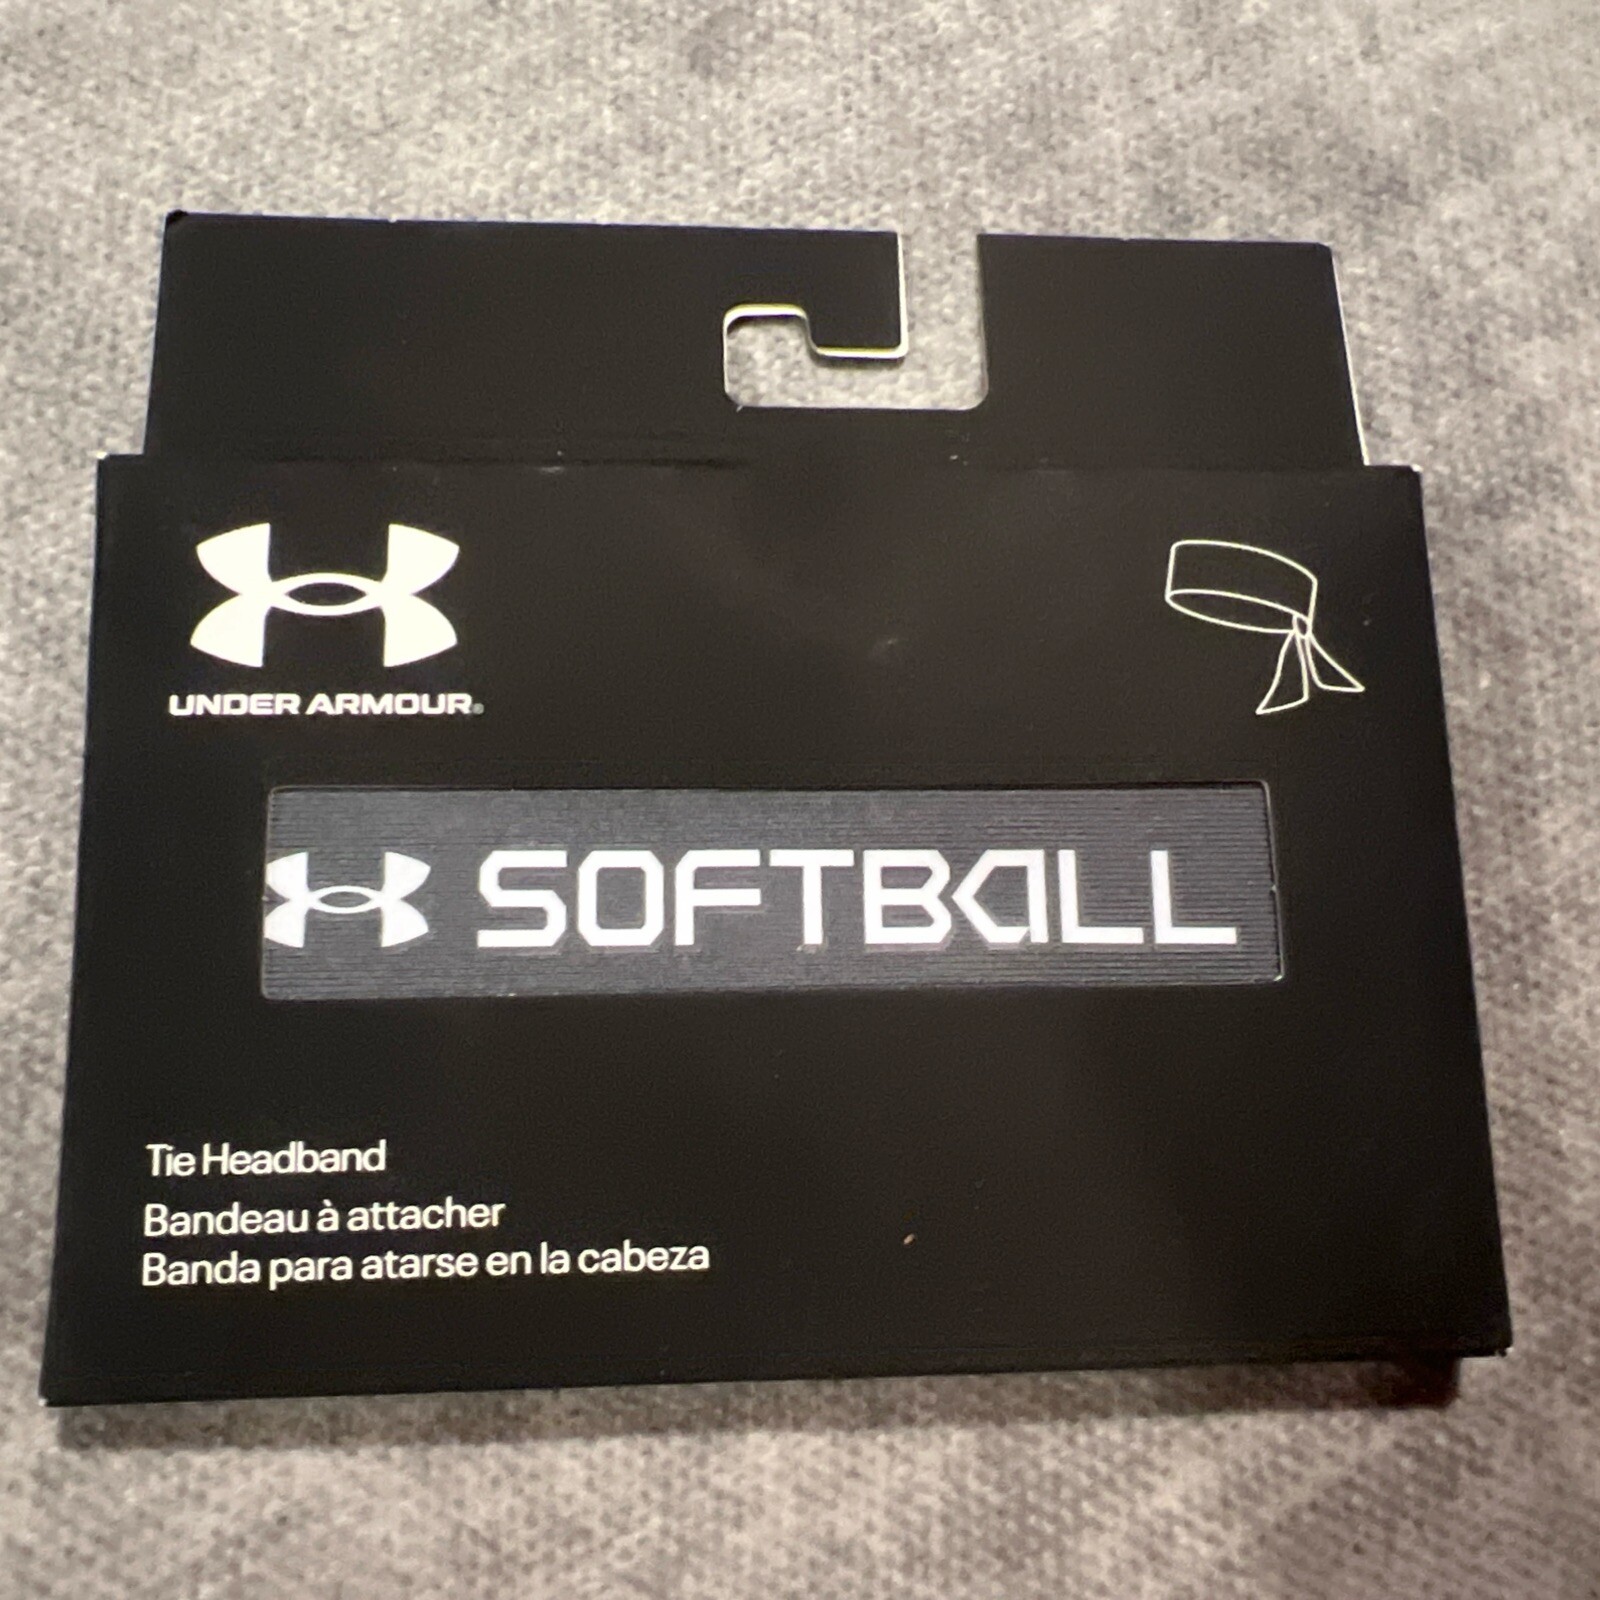 UNDER ARMOUR®
SOFTBALL
Tie Headband
Bandeau à attacher
Banda para atarse en la cabeza